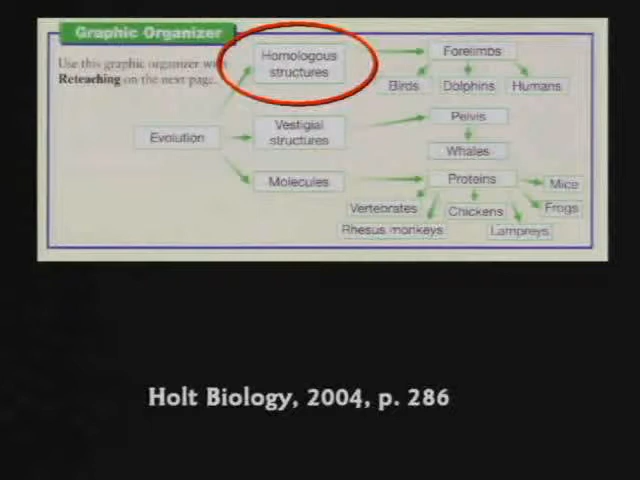 Graphic Organizer
Use this graphic organizer with
Reteaching on the next page.
Evolution
Homologous
structures
Forelimbs
Birds
Dolphins
Humans
Vestigial
structures
Pelvis
Whales
Molecules
Proteins
Mice
Vertebrates
Chickens
Frogs
Rhesus monkeys
Lampreys
Holt Biology, 2004, p. 286